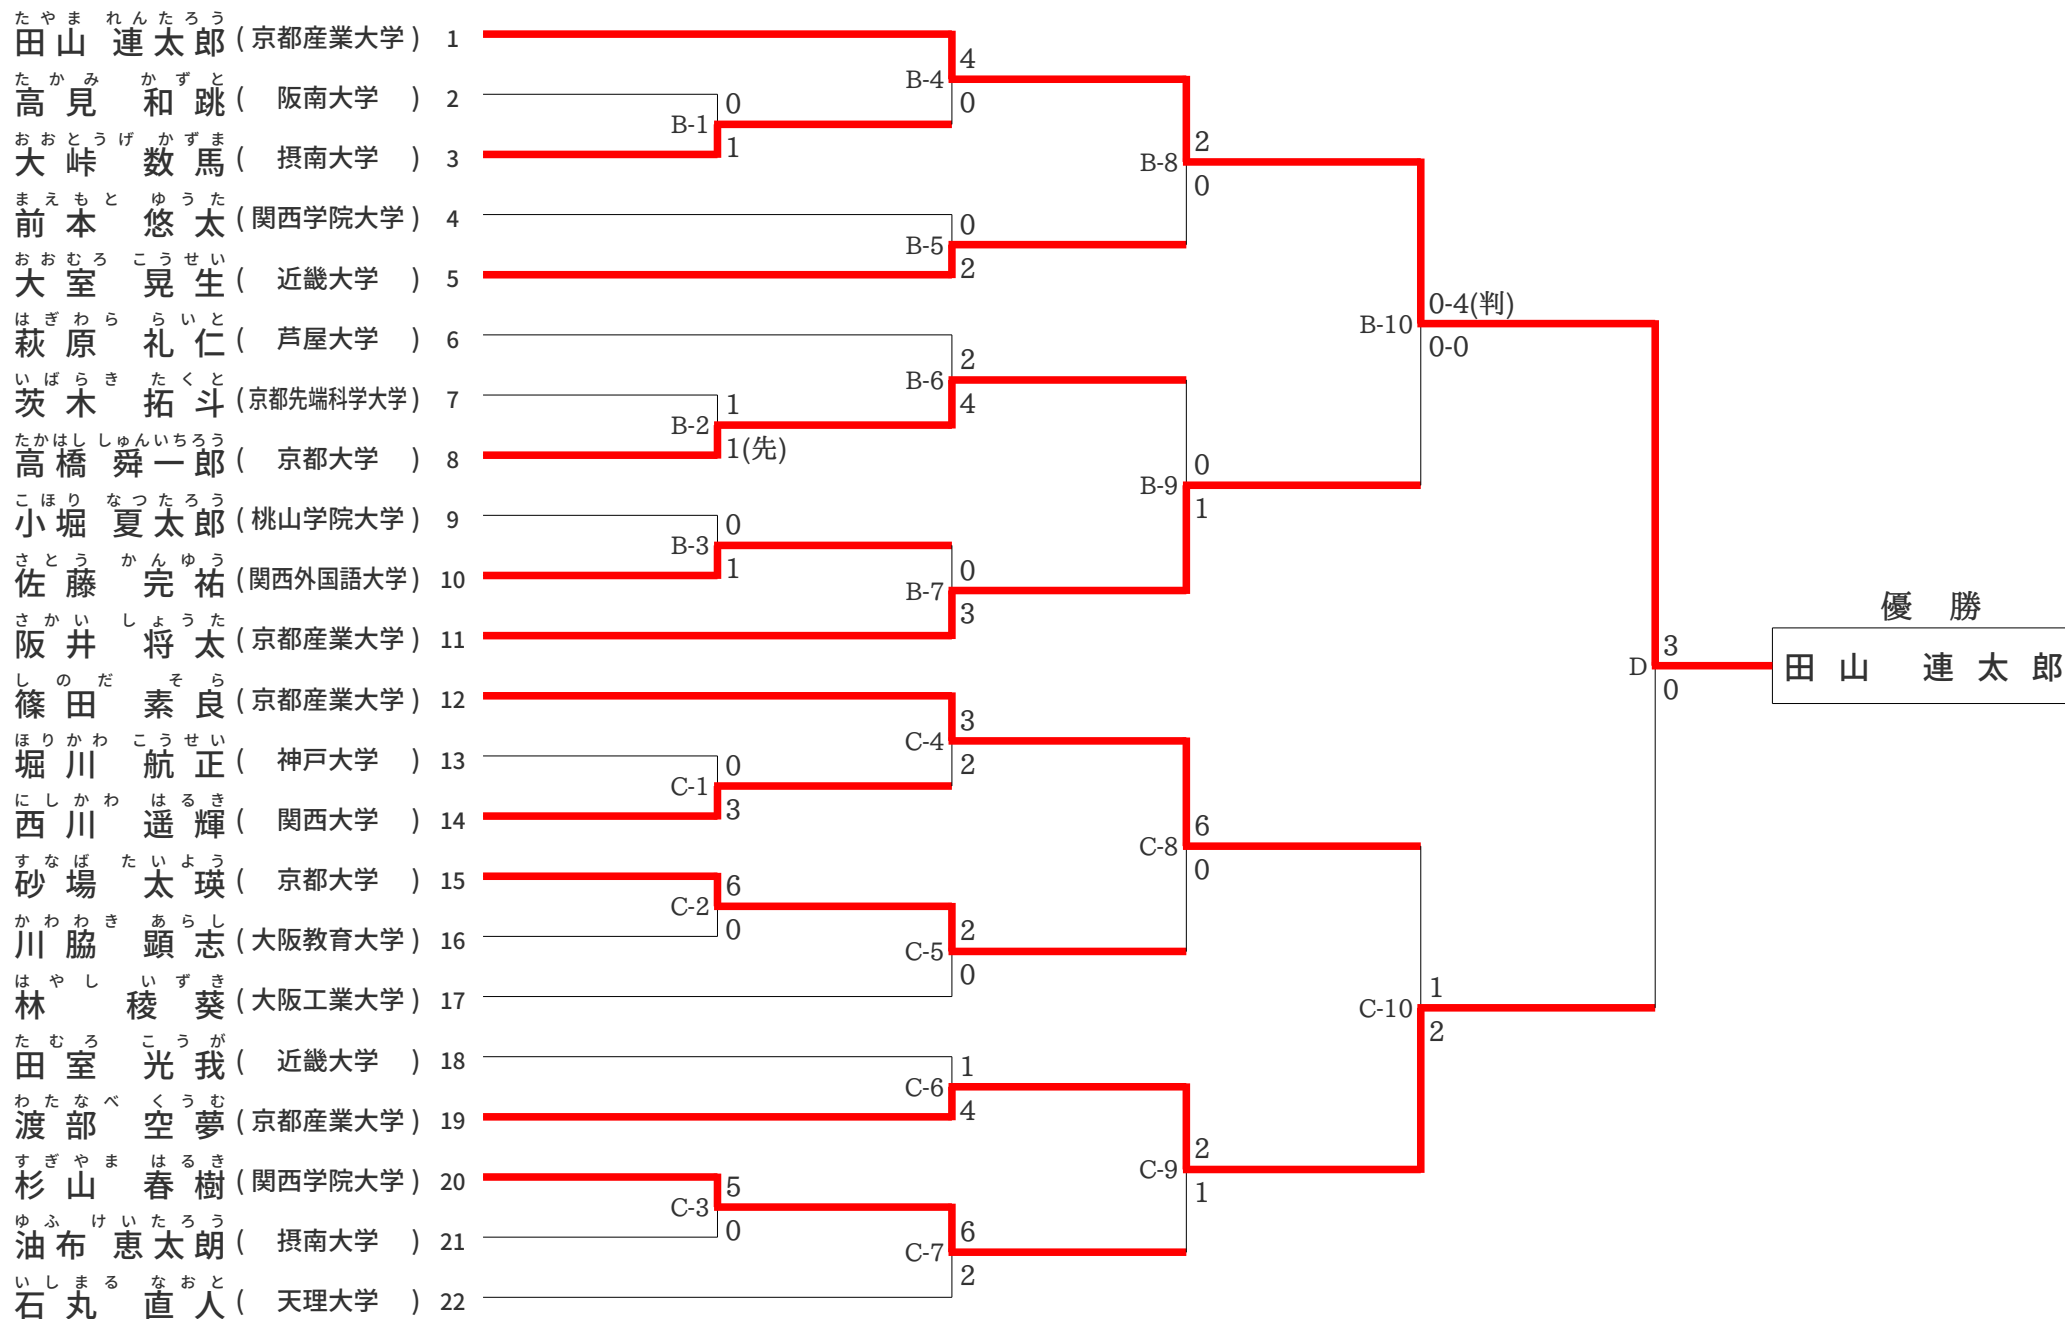 たやま れんたろう
田山 連太郎 (京都産業大学) 1
たかみ かずと
高見 和跳 ( 阪南大学 ) 2
おおとうげ かずま
大峠 数馬 ( 摂南大学 ) 3
まえもと ゆうた
前本 悠太 (関西学院大学) 4
おおむろ こうせい
大室 晃生 ( 近畿大学 ) 5
はぎわら らいと
萩原 礼仁 ( 芦屋大学 ) 6
いばらき たくと
茨木 拓斗 (京都先端科学大学) 7
たかはし しゅんいちろう
高橋 舜一郎 ( 京都大学 ) 8
こほり なつたろう
小堀 夏太郎 (桃山学院大学) 9
さとう かんゆう
佐藤 完祐 (関西外国語大学) 10
さかい しょうた
阪井 将太 (京都産業大学) 11
しのだ そら
篠田 素良 (京都産業大学) 12
ほりかわ こうせい
堀川 航正 ( 神戸大学 ) 13
にしかわ はるき
西川 遥輝 ( 関西大学 ) 14
すなば たいよう
砂場 太瑛 ( 京都大学 ) 15
かわわき あらし
川脇 顕志 (大阪教育大学) 16
はやし いずき
林 稜葵 (大阪工業大学) 17
たむろ こうが
田室 光我 ( 近畿大学 ) 18
わたなべ くうむ
渡部 空夢 (京都産業大学) 19
すぎやま はるき
杉山 春樹 (関西学院大学) 20
ゆふ けいたろう
油布 恵太朗 ( 摂南大学 ) 21
いしまる なおと
石丸 直人 ( 天理大学 ) 22
0
B-1
1
1
B-2
1(先)
0
B-3
1
0
C-1
3
6
C-2
0
5
C-3
0
4
B-4
0
0
B-5
2
2
B-6
4
0
B-7
3
3
C-4
2
2
C-5
0
1
C-6
4
6
C-7
2
2
B-8
0
0
B-9
1
6
C-8
0
2
C-9
1
0-4(判)
B-10
0-0
1
C-10
2
3
D
0
優 勝
田山 連太郎